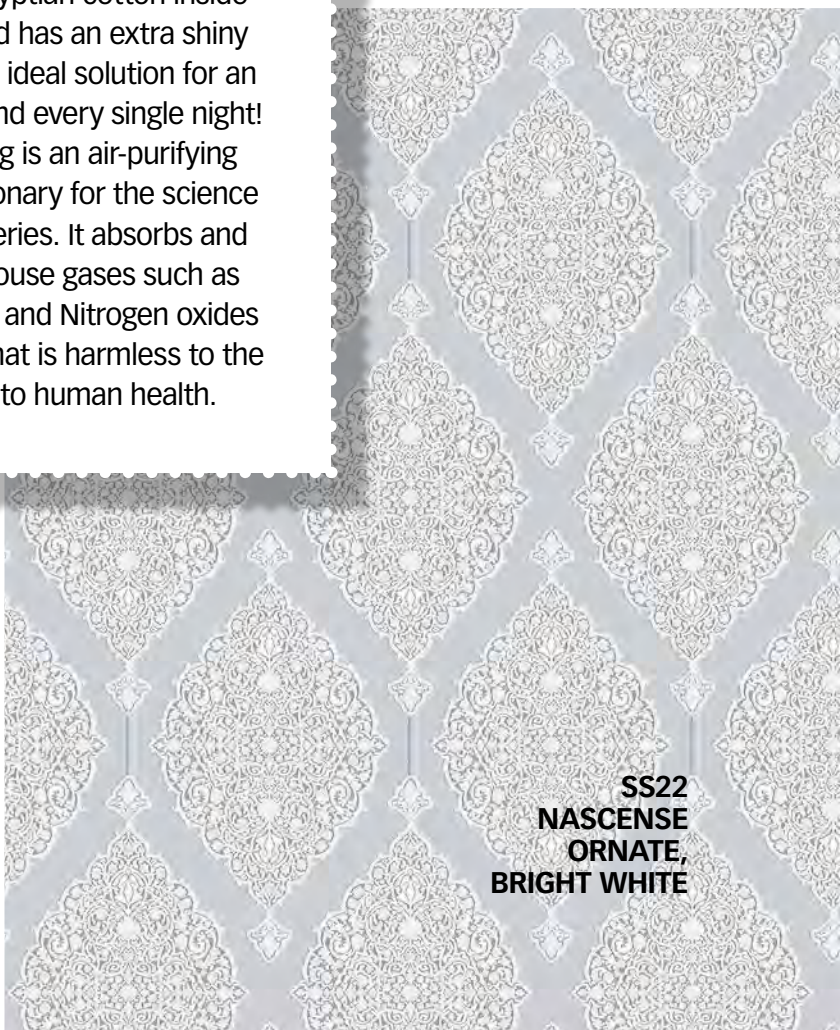 yptian cotton inside
d has an extra shiny
ideal solution for an
nd every single night!
g is an air-purifying
onary for the science
eries. It absorbs and
ouse gases such as
and Nitrogen oxides
hat is harmless to the
to human health.
SS22
NASCENSE
ORNATE,
BRIGHT WHITE